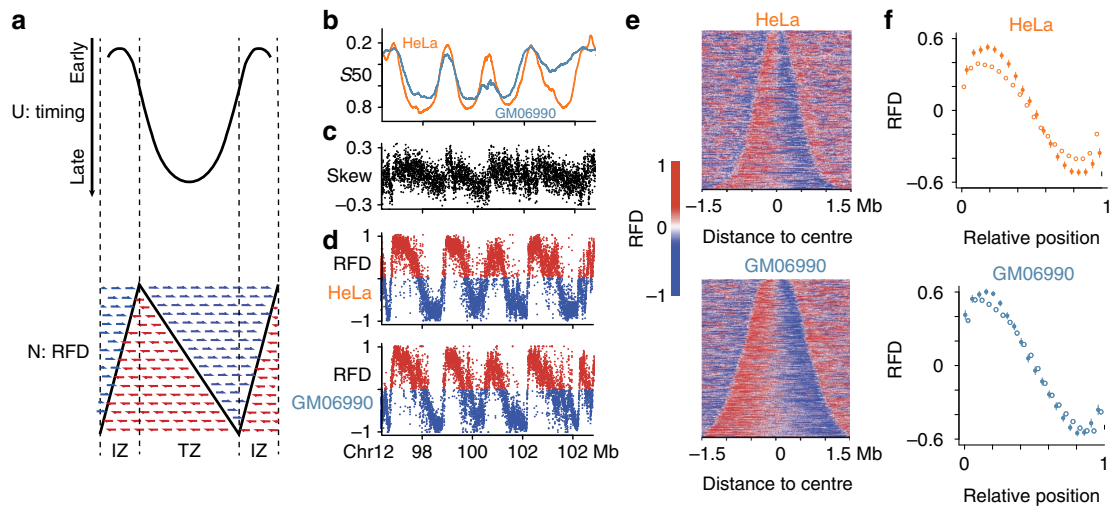 a
Early
U: timing
Late
N: RFD
IZ TZ IZ
b
HeLa
0.2
S50
0.8
GM06990
c
0.3
Skew
−0.3
d
1
RFD
HeLa
−1
1
RFD
GM06990
−1
Chr12 98 100 102 102 Mb
e
HeLa
−1.5 0 1.5 Mb
Distance to centre
1
RFD
0
−1
GM06990
−1.5 0 1.5 Mb
Distance to centre
f
HeLa
0.6
RFD
0
−0.6
0 1
Relative position
GM06990
0.6
RFD
0
−0.6
0 1
Relative position